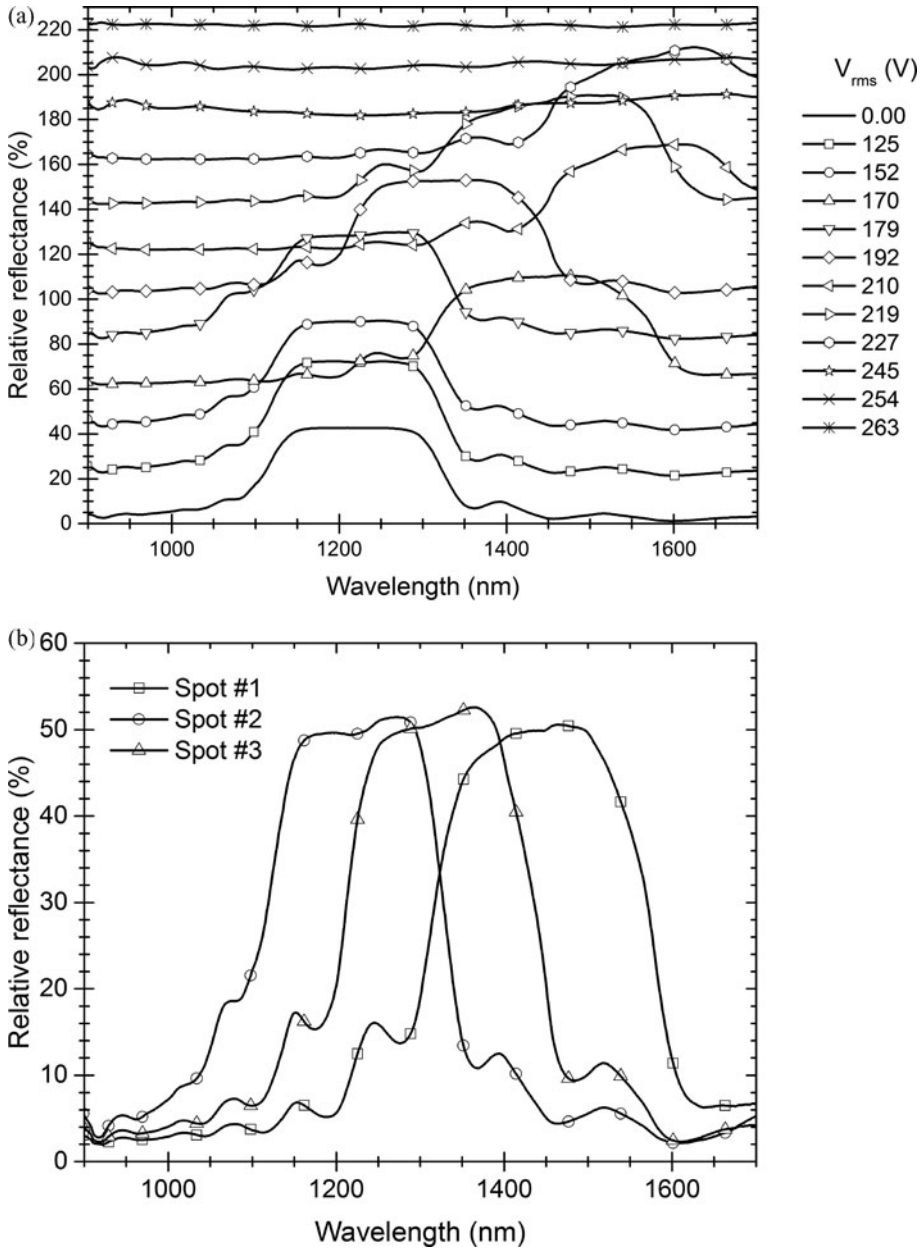 (a)
220
200
180
160
140
120
100
80
60
40
20
0
Relative reflectance (%)
1000 1200 1400 1600
Wavelength (nm)
Vrms (V)
0.00
125
152
170
179
192
210
219
227
245
254
263
(b)
60
50
40
30
20
10
0
Relative reflectance (%)
Spot #1
Spot #2
Spot #3
1000 1200 1400 1600
Wavelength (nm)